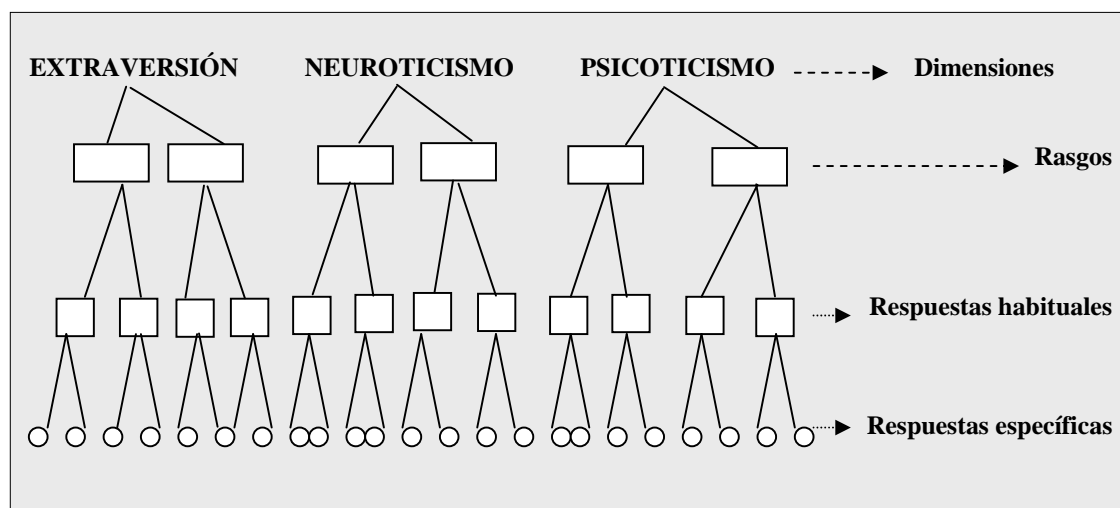 EXTRAVERSIÓN NEUROTICISMO PSICOTICISMO Dimensiones
Rasgos
Respuestas habituales
Respuestas específicas